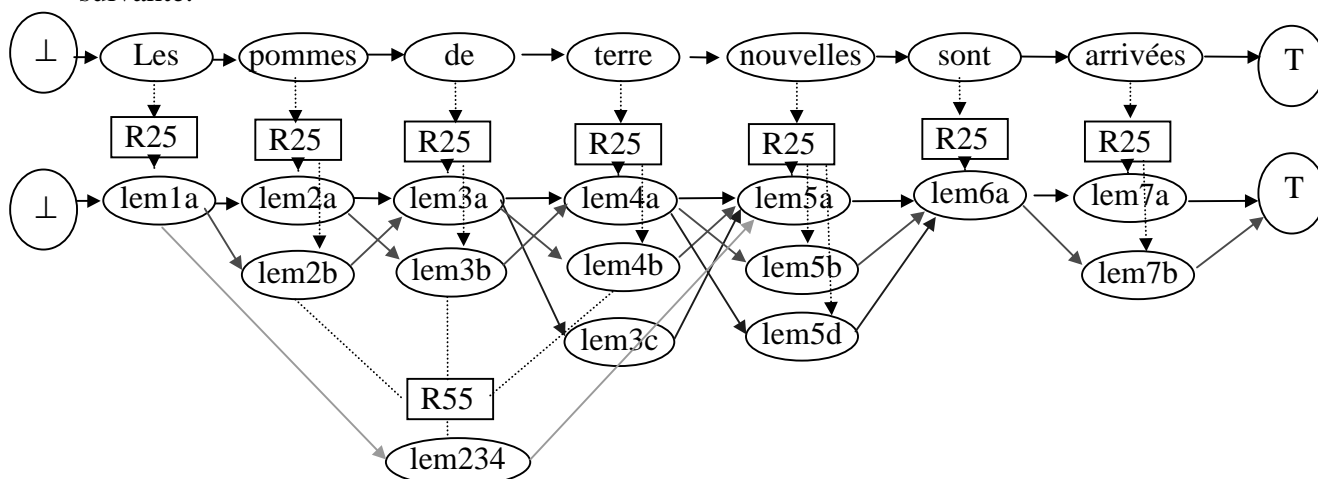 suivante.
⊥ Les pommes de terre nouvelles sont arrivées T
R25 R25 R25 R25 R25 R25 R25
⊥ lem1a lem2a lem3a lem4a lem5a lem6a lem7a T
lem2b lem3b lem4b lem5b lem7b
lem3c lem5d
R55
lem234